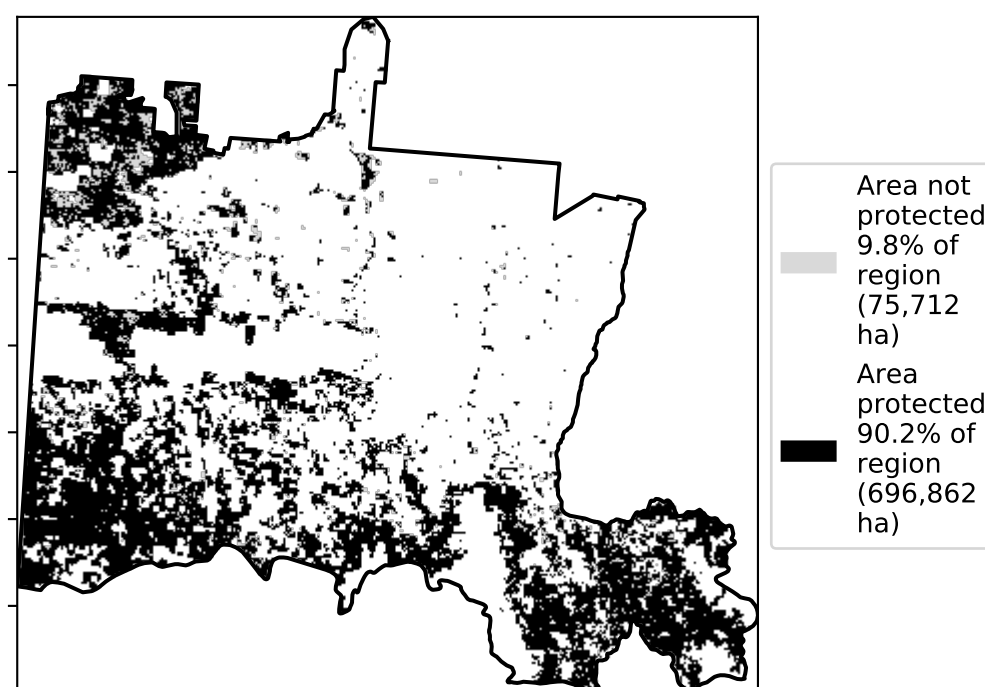 Area not
protected
9.8% of
region
(75,712
ha)
Area
protected
90.2% of
region
(696,862
ha)